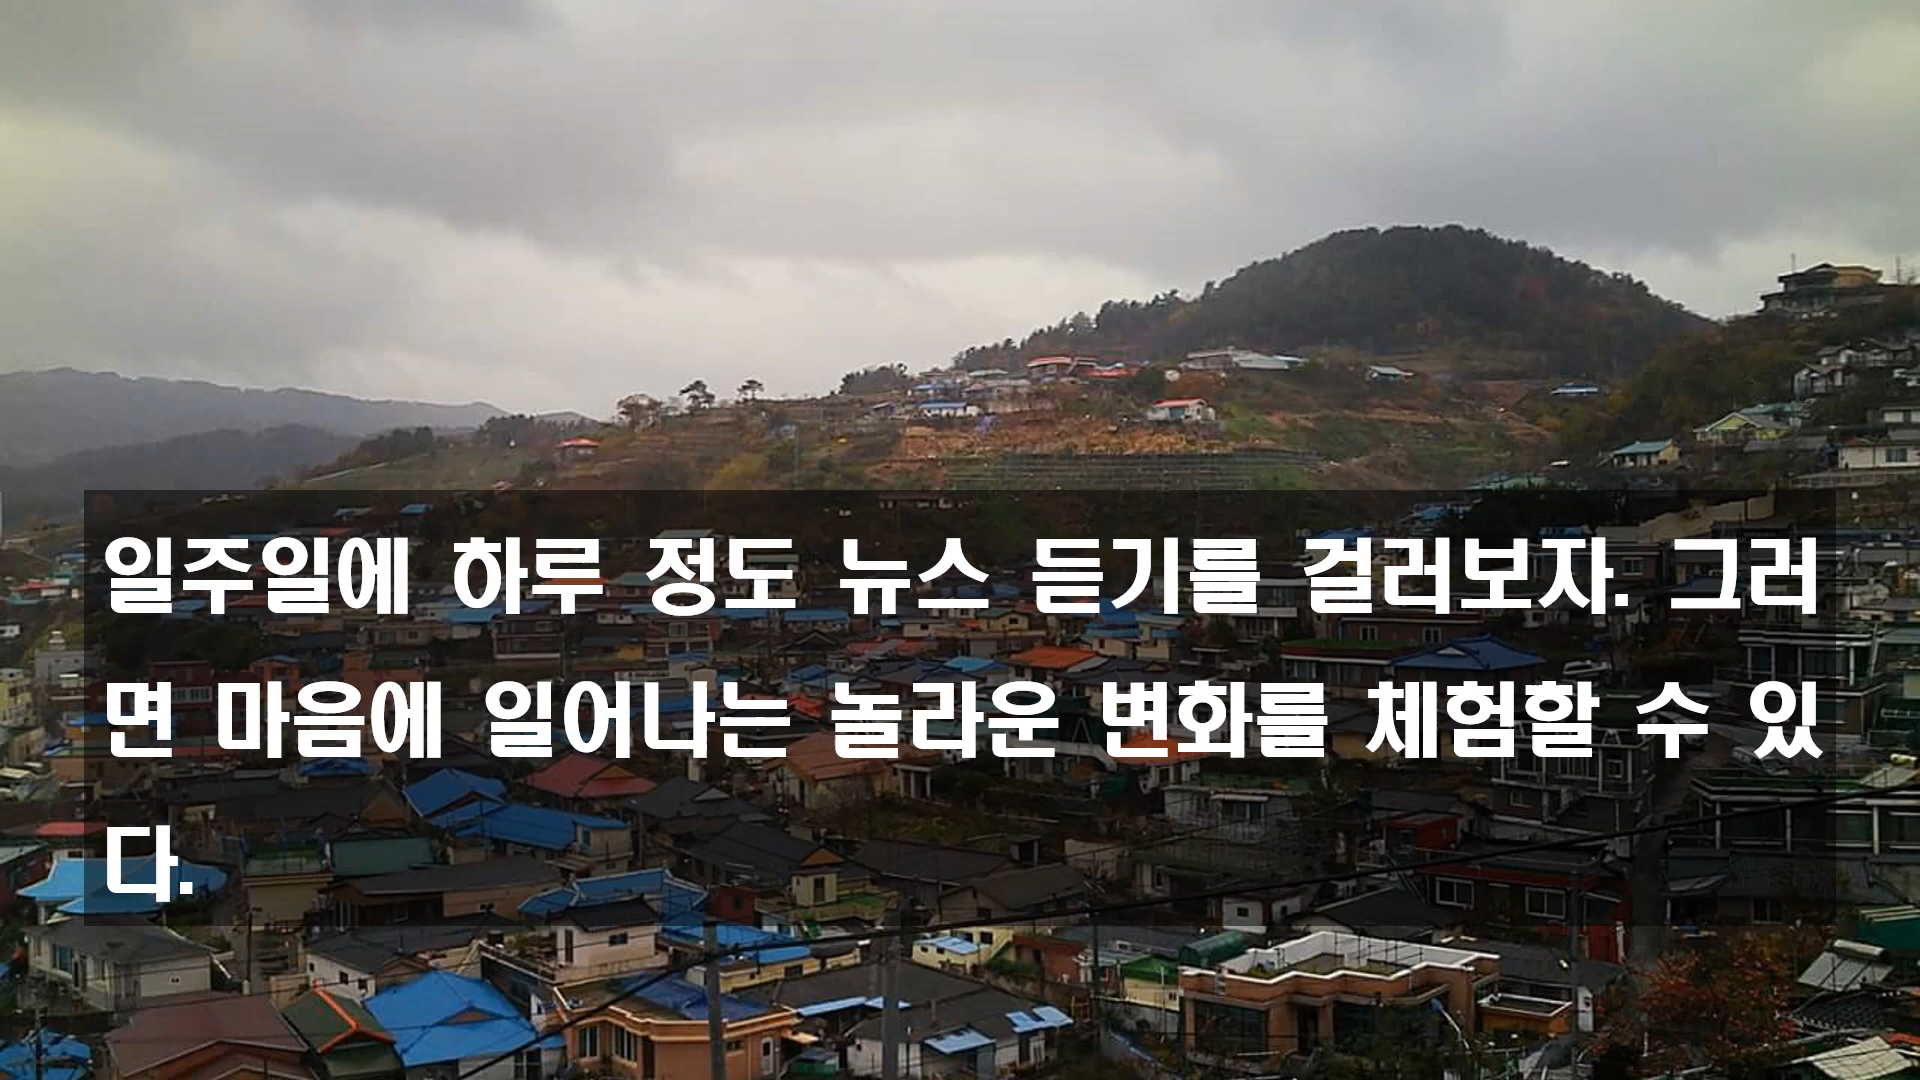 일주일에 하루 정도 뉴스 듣기를 걸러보자. 그러
면 마음에 일어나는 놀라운 변화를 체험할 수 있
다.